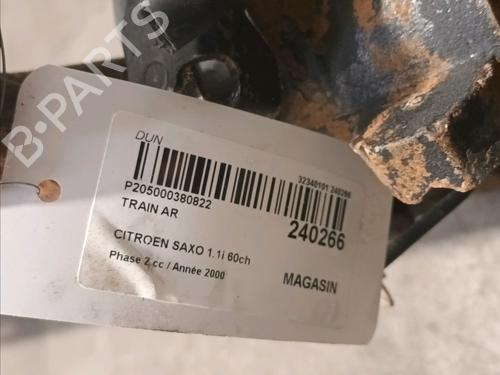 B-PARTS
DUN
32340101 240266
P205000380822
240266
TRAIN AR
CITROEN SAXO 1.1i 60ch
Phase 2 cc / Année 2000
MAGASIN